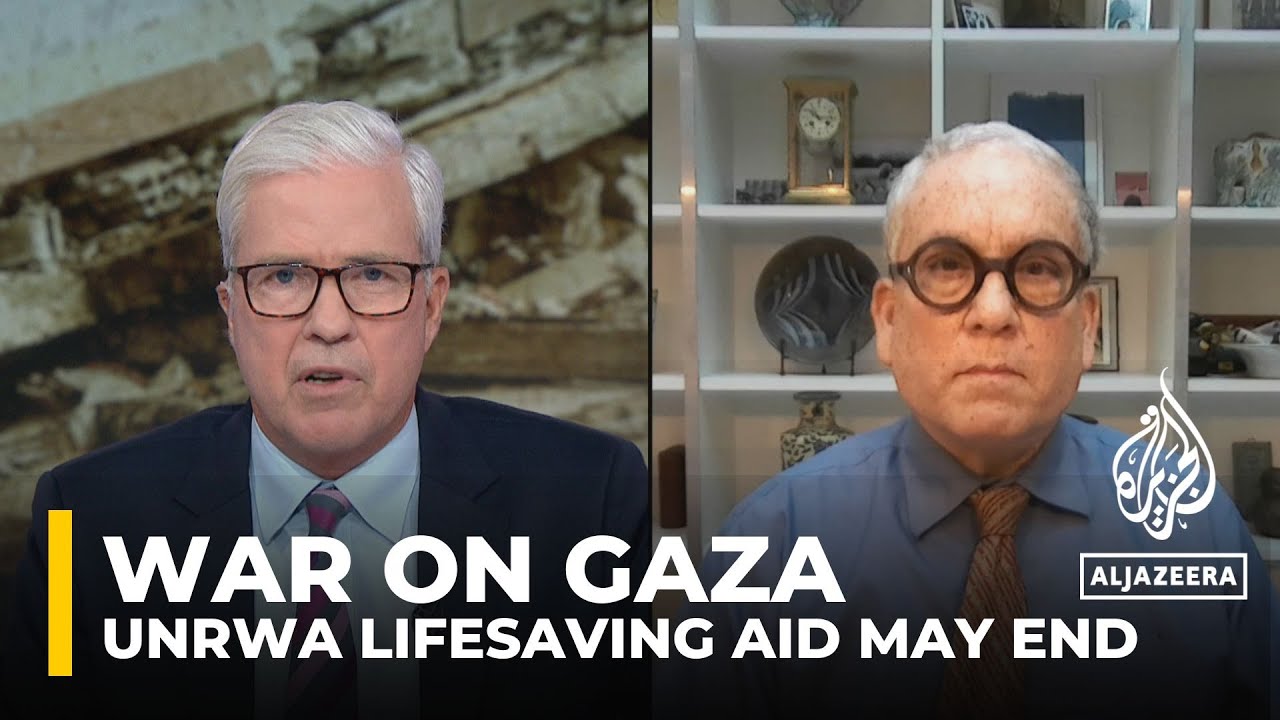 WAR ON GAZA
UNRWA LIFESAVING AID MAY END
الجزيرة
ALJAZEERA